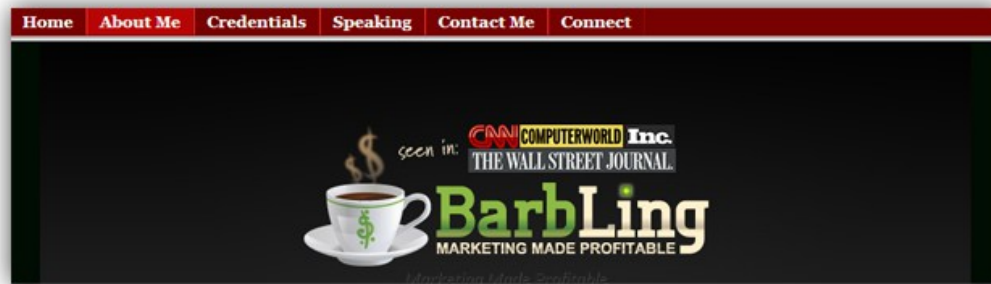 Home About Me Credentials Speaking Contact Me Connect
seen in: CNN COMPUTERWORLD Inc.
THE WALL STREET JOURNAL.
BarbLing
MARKETING MADE PROFITABLE
Marketing Made Profitable